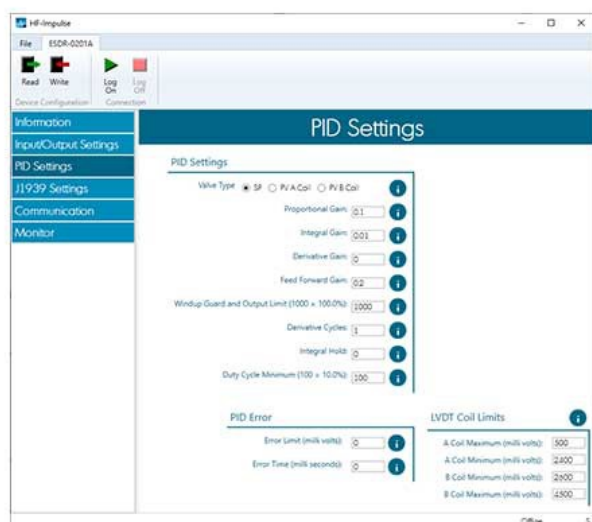 HF-Impulse
File ESDR-0201A
Read Write Log On Log Off
Device Configuration Connection
Information
Input/Output Settings
PID Settings
J1939 Settings
Communication
Monitor
PID Settings
PID Settings
Valve Type SP PV A Coil PV B Coil
Proportional Gain: 0.1
Integral Gain: 0.01
Derivative Gain: 0
Feed Forward Gain: 0.2
Windup Guard and Output Limit (1000 = 100.0%): 1000
Derivative Cycles: 1
Integral Hold: 0
Duty Cycle Minimum (100 = 10.0%): 100
PID Error
Error Limit (milli volts): 0
Error Time (milli seconds): 0
LVDT Coil Limits
A Coil Maximum (milli volts): 500
A Coil Minimum (milli volts): 2400
B Coil Minimum (milli volts): 2600
B Coil Maximum (milli volts): 4500
Offline